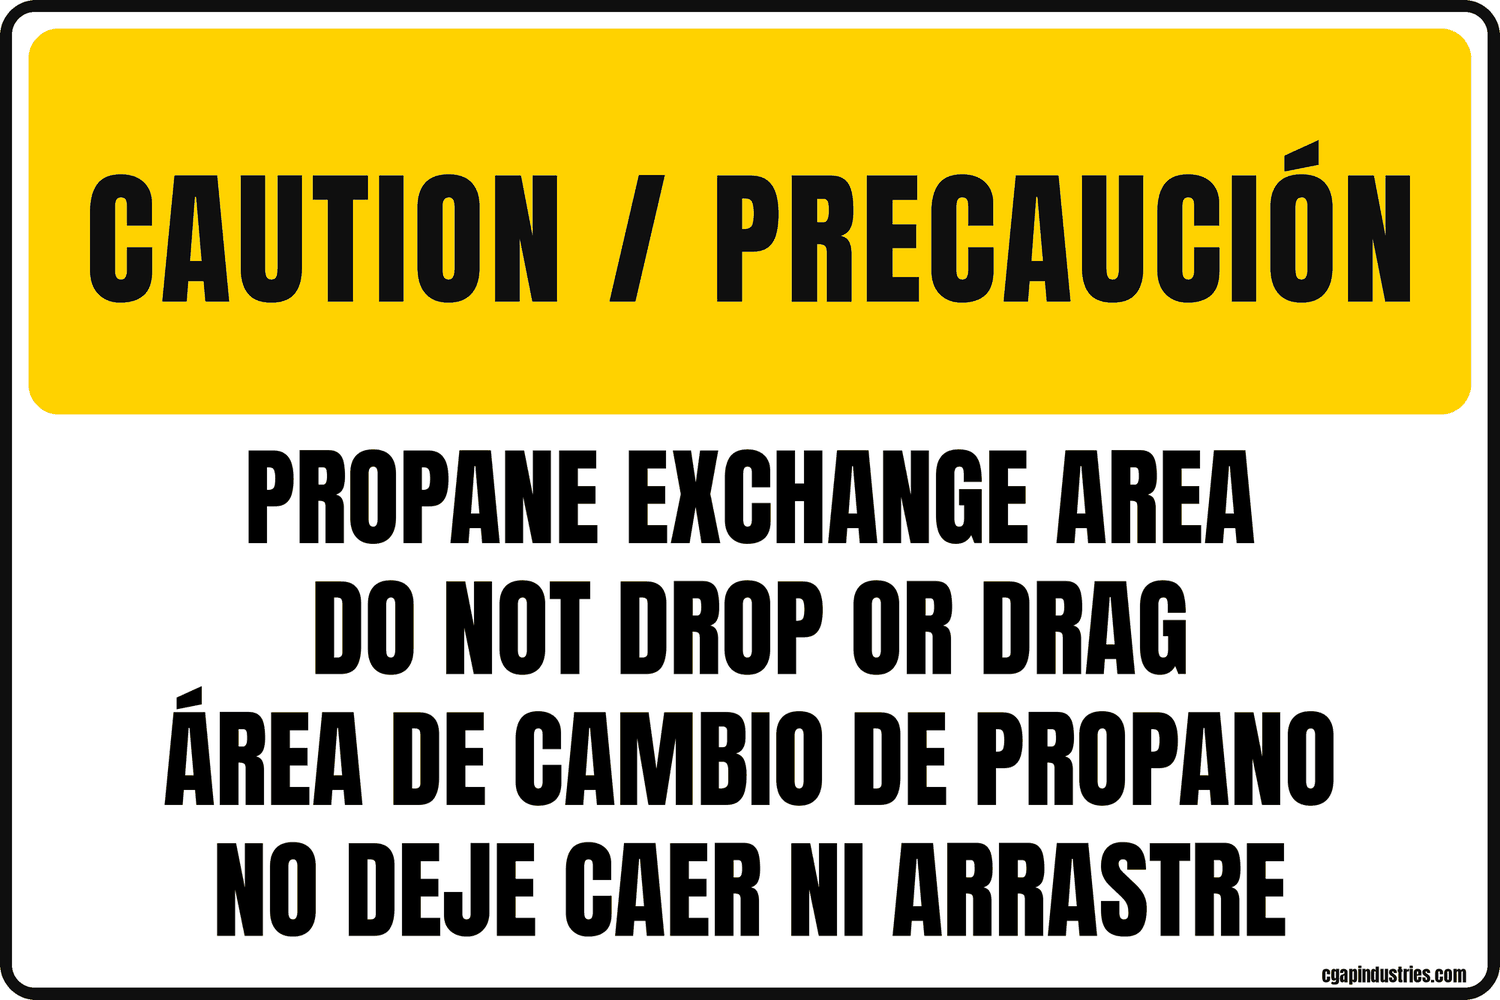 CAUTION / PRECAUCIÓN
PROPANE EXCHANGE AREA
DO NOT DROP OR DRAG
ÁREA DE CAMBIO DE PROPANO
NO DEJE CAER NI ARRASTRE
cgapindustries.com